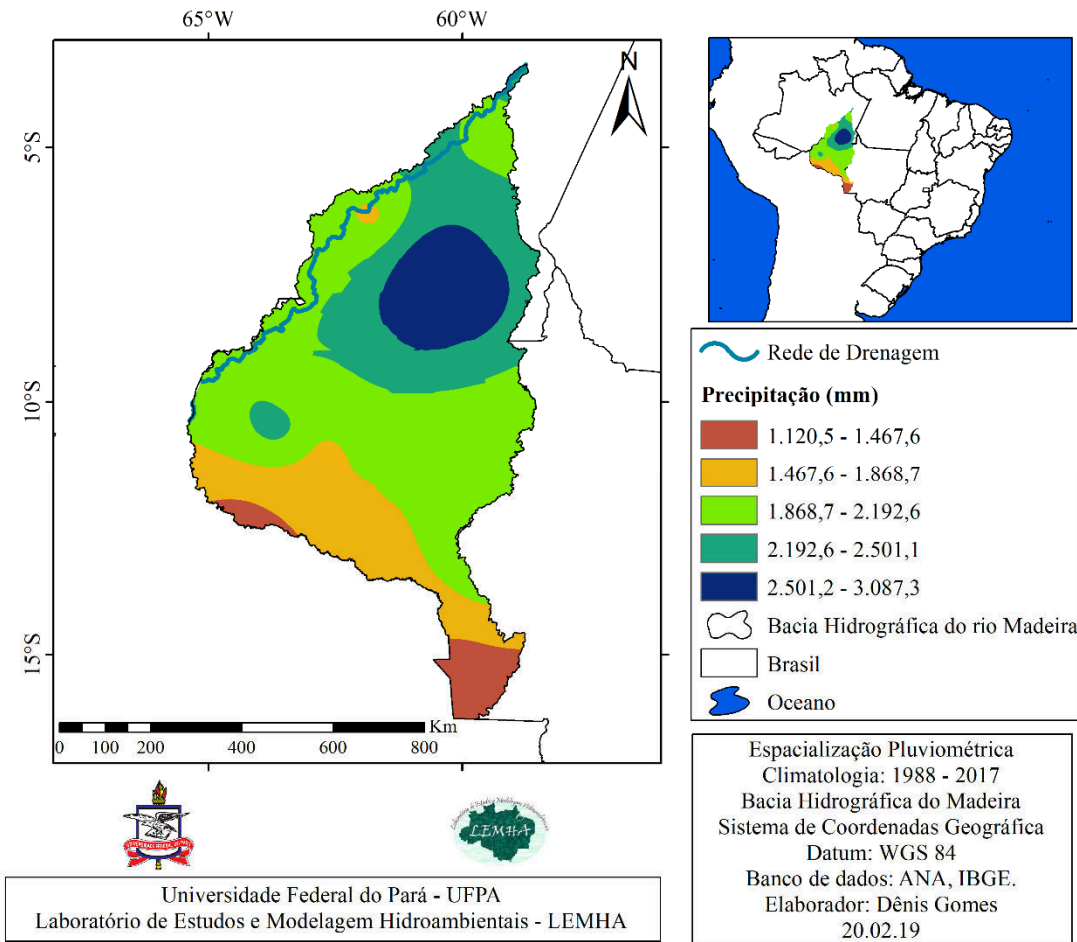 65°W 60°W
N
5°S
10°S
15°S
Km
0 100 200 400 600 800
Rede de Drenagem
Precipitação (mm)
1.120,5 - 1.467,6
1.467,6 - 1.868,7
1.868,7 - 2.192,6
2.192,6 - 2.501,1
2.501,2 - 3.087,3
Bacia Hidrográfica do rio Madeira
Brasil
Oceano
LEMHA
Universidade Federal do Pará - UFPA
Laboratório de Estudos e Modelagem Hidroambientais - LEMHA
Espacialização Pluviométrica
Climatologia: 1988 - 2017
Bacia Hidrográfica do Madeira
Sistema de Coordenadas Geográfica
Datum: WGS 84
Banco de dados: ANA, IBGE.
Elaborador: Dênis Gomes
20.02.19